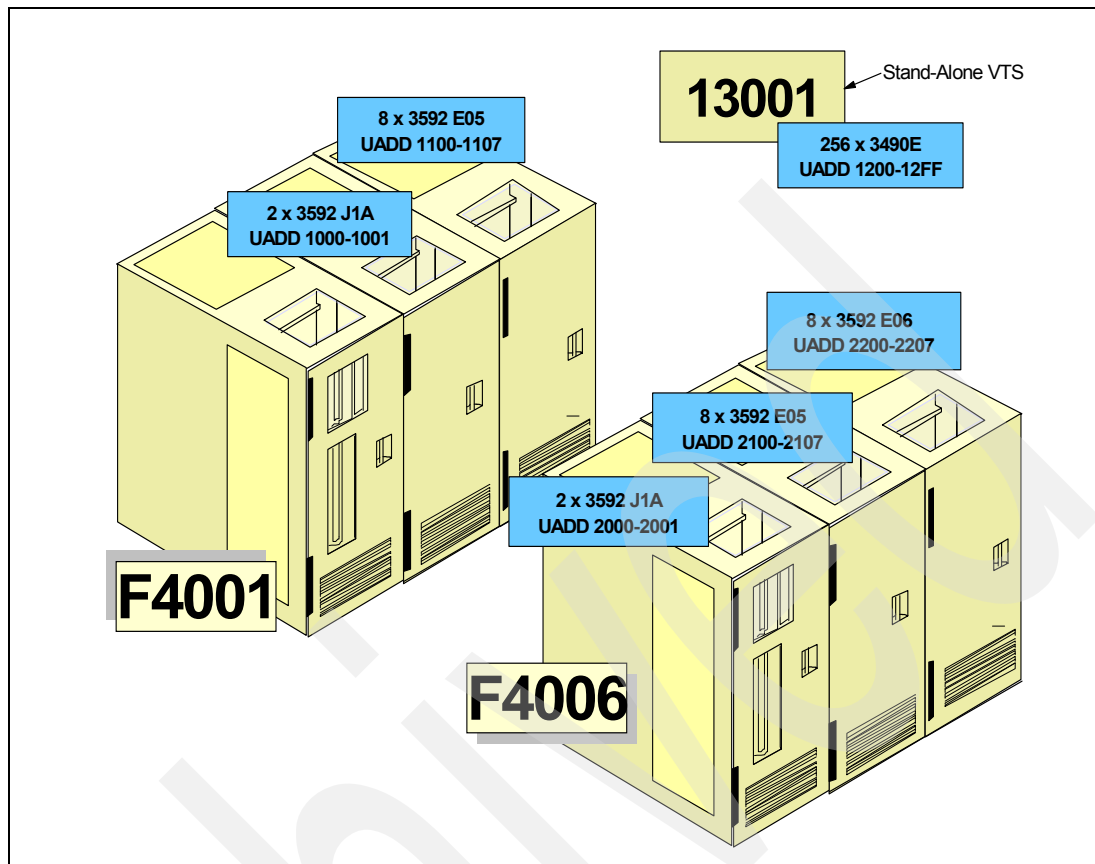 13001
Stand-Alone VTS
256 x 3490E
UADD 1200-12FF
8 x 3592 E05
UADD 1100-1107
2 x 3592 J1A
UADD 1000-1001
F4001
8 x 3592 E06
UADD 2200-2207
8 x 3592 E05
UADD 2100-2107
2 x 3592 J1A
UADD 2000-2001
F4006